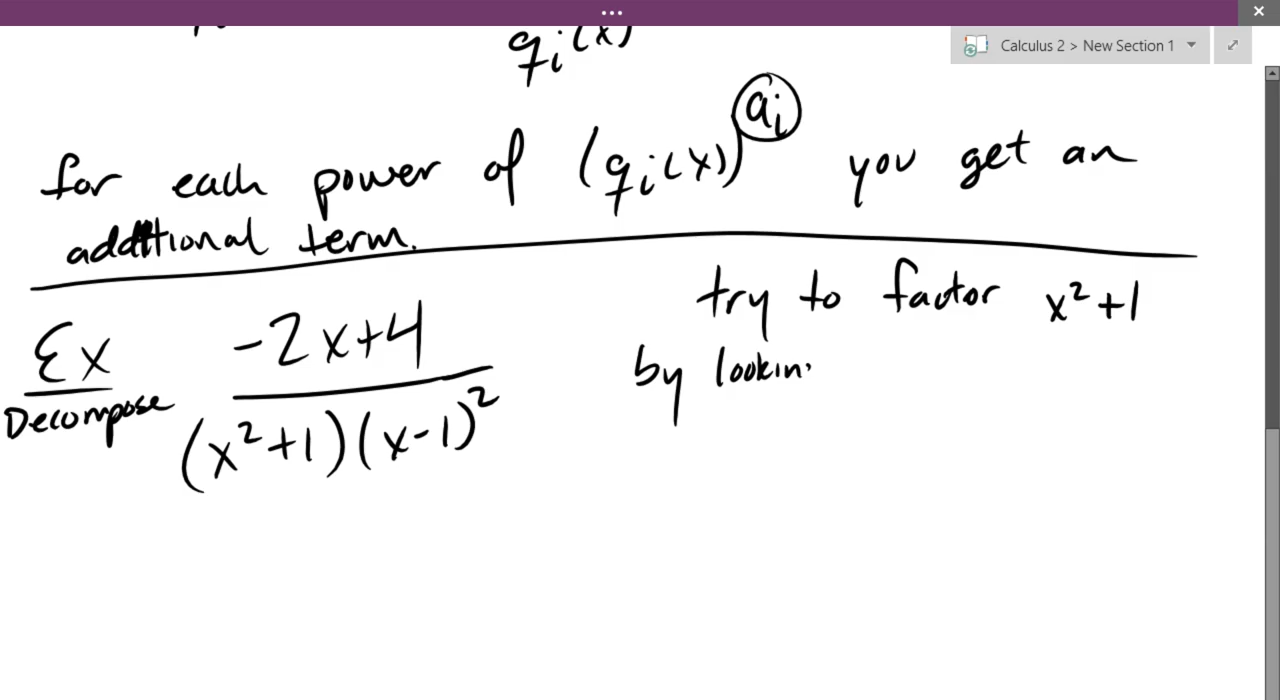 Calculus 2 > New Section 1
qᵢ(x)
for each power of (qᵢ(x))^aᵢ you get an
additional term.
Ex
Decompose
-2x+4
(x²+1)(x-1)²
try to factor x²+1
by lookin